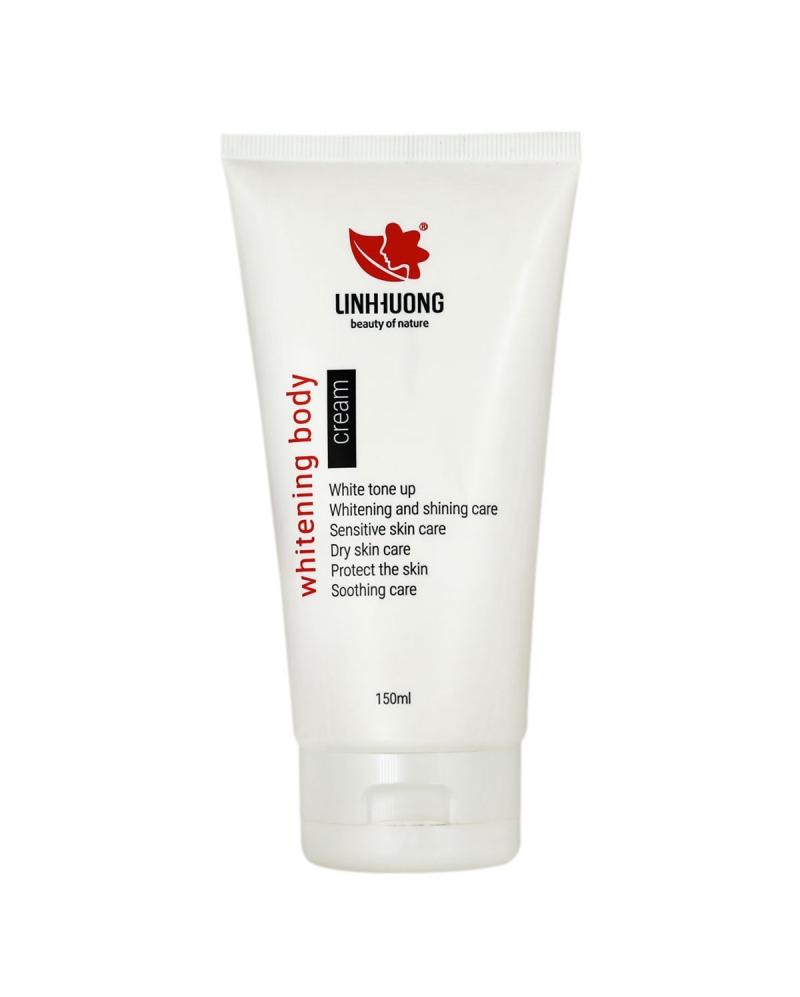 ®
LINHHUONG
beauty of nature
whitening body
cream
White tone up
Whitening and shining care
Sensitive skin care
Dry skin care
Protect the skin
Soothing care
150ml